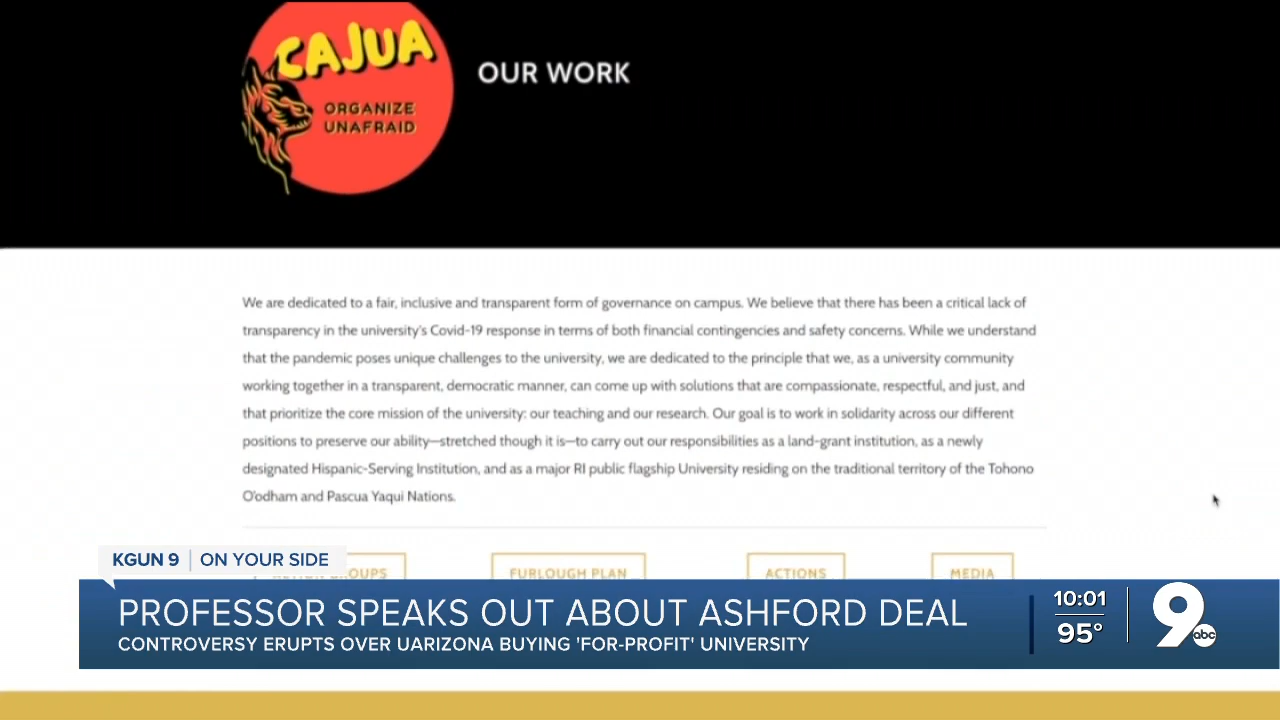 CAJUA
ORGANIZE
UNAFRAID
OUR WORK
We are dedicated to a fair, inclusive and transparent form of governance on campus. We believe that there has been a critical lack of
transparency in the university's Covid-19 response in terms of both financial contingencies and safety concerns. While we understand
that the pandemic poses unique challenges to the university, we are dedicated to the principle that we, as a university community
working together in a transparent, democratic manner, can come up with solutions that are compassionate, respectful, and just, and
that prioritize the core mission of the university: our teaching and our research. Our goal is to work in solidarity across our different
positions to preserve our ability—stretched though it is—to carry out our responsibilities as a land-grant institution, as a newly
designated Hispanic-Serving Institution, and as a major RI public flagship University residing on the traditional territory of the Tohono
O'odham and Pascua Yaqui Nations.
GROUPS
FURLOUGH PLAN
ACTIONS
MEDIA
KGUN 9 | ON YOUR SIDE
PROFESSOR SPEAKS OUT ABOUT ASHFORD DEAL
CONTROVERSY ERUPTS OVER UARIZONA BUYING 'FOR-PROFIT' UNIVERSITY
10:01
95°
9
abc